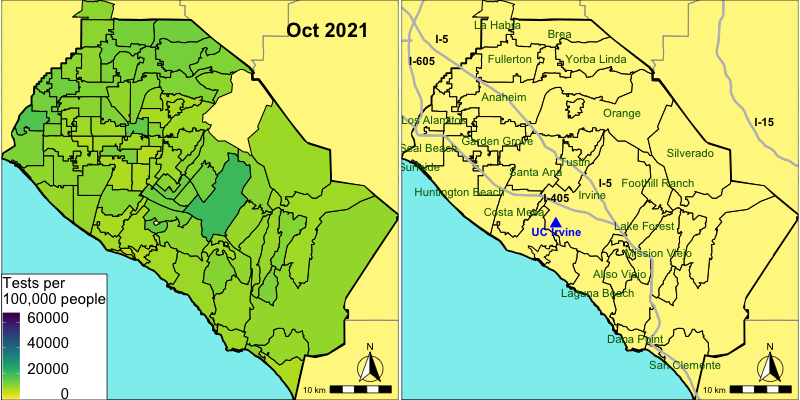 Oct 2021
Tests per
100,000 people
60000
40000
20000
0
N
10 km
La Habra
Brea
I-5
I-605
Fullerton
Yorba Linda
Anaheim
Orange
Los Alamitos
I-15
Garden Grove
Seal Beach
Silverado
Sunside
Tustin
Santa Ana
I-5
Foothill Ranch
Huntington Beach
Irvine
I-405
Costa Mesa
UC Irvine
Lake Forest
Mission Viejo
Aliso Viejo
Laguna Beach
Dana Point
San Clemente
N
10 km